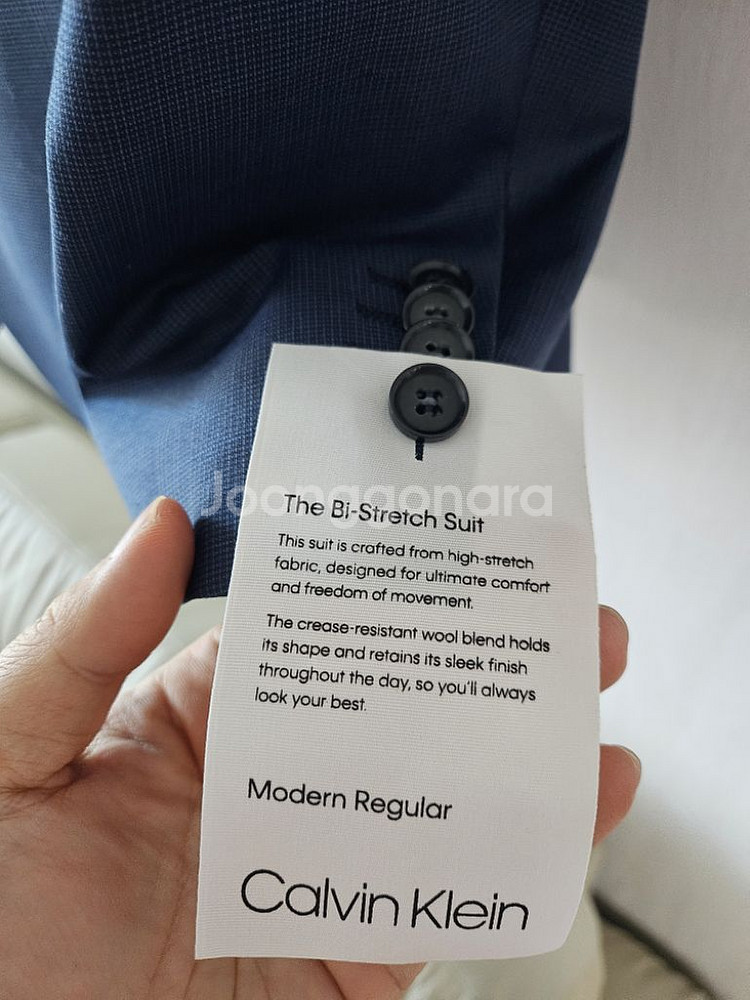 Joonggonara
The Bi-Stretch Suit
This suit is crafted from high-stretch
fabric, designed for ultimate comfort
and freedom of movement.
The crease-resistant wool blend holds
its shape and retains its sleek finish
throughout the day, so you'll always
look your best.
Modern Regular
Calvin Klein